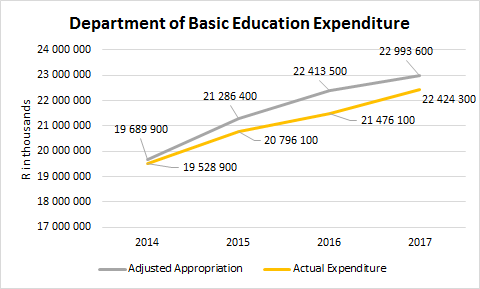 Department of Basic Education Expenditure
R in thousands
24 000 000
23 000 000
22 000 000
21 000 000
20 000 000
19 000 000
18 000 000
17 000 000
19 689 900
21 286 400
22 413 500
22 993 600
19 528 900
20 796 100
21 476 100
22 424 300
2014 2015 2016 2017
Adjusted Appropriation Actual Expenditure